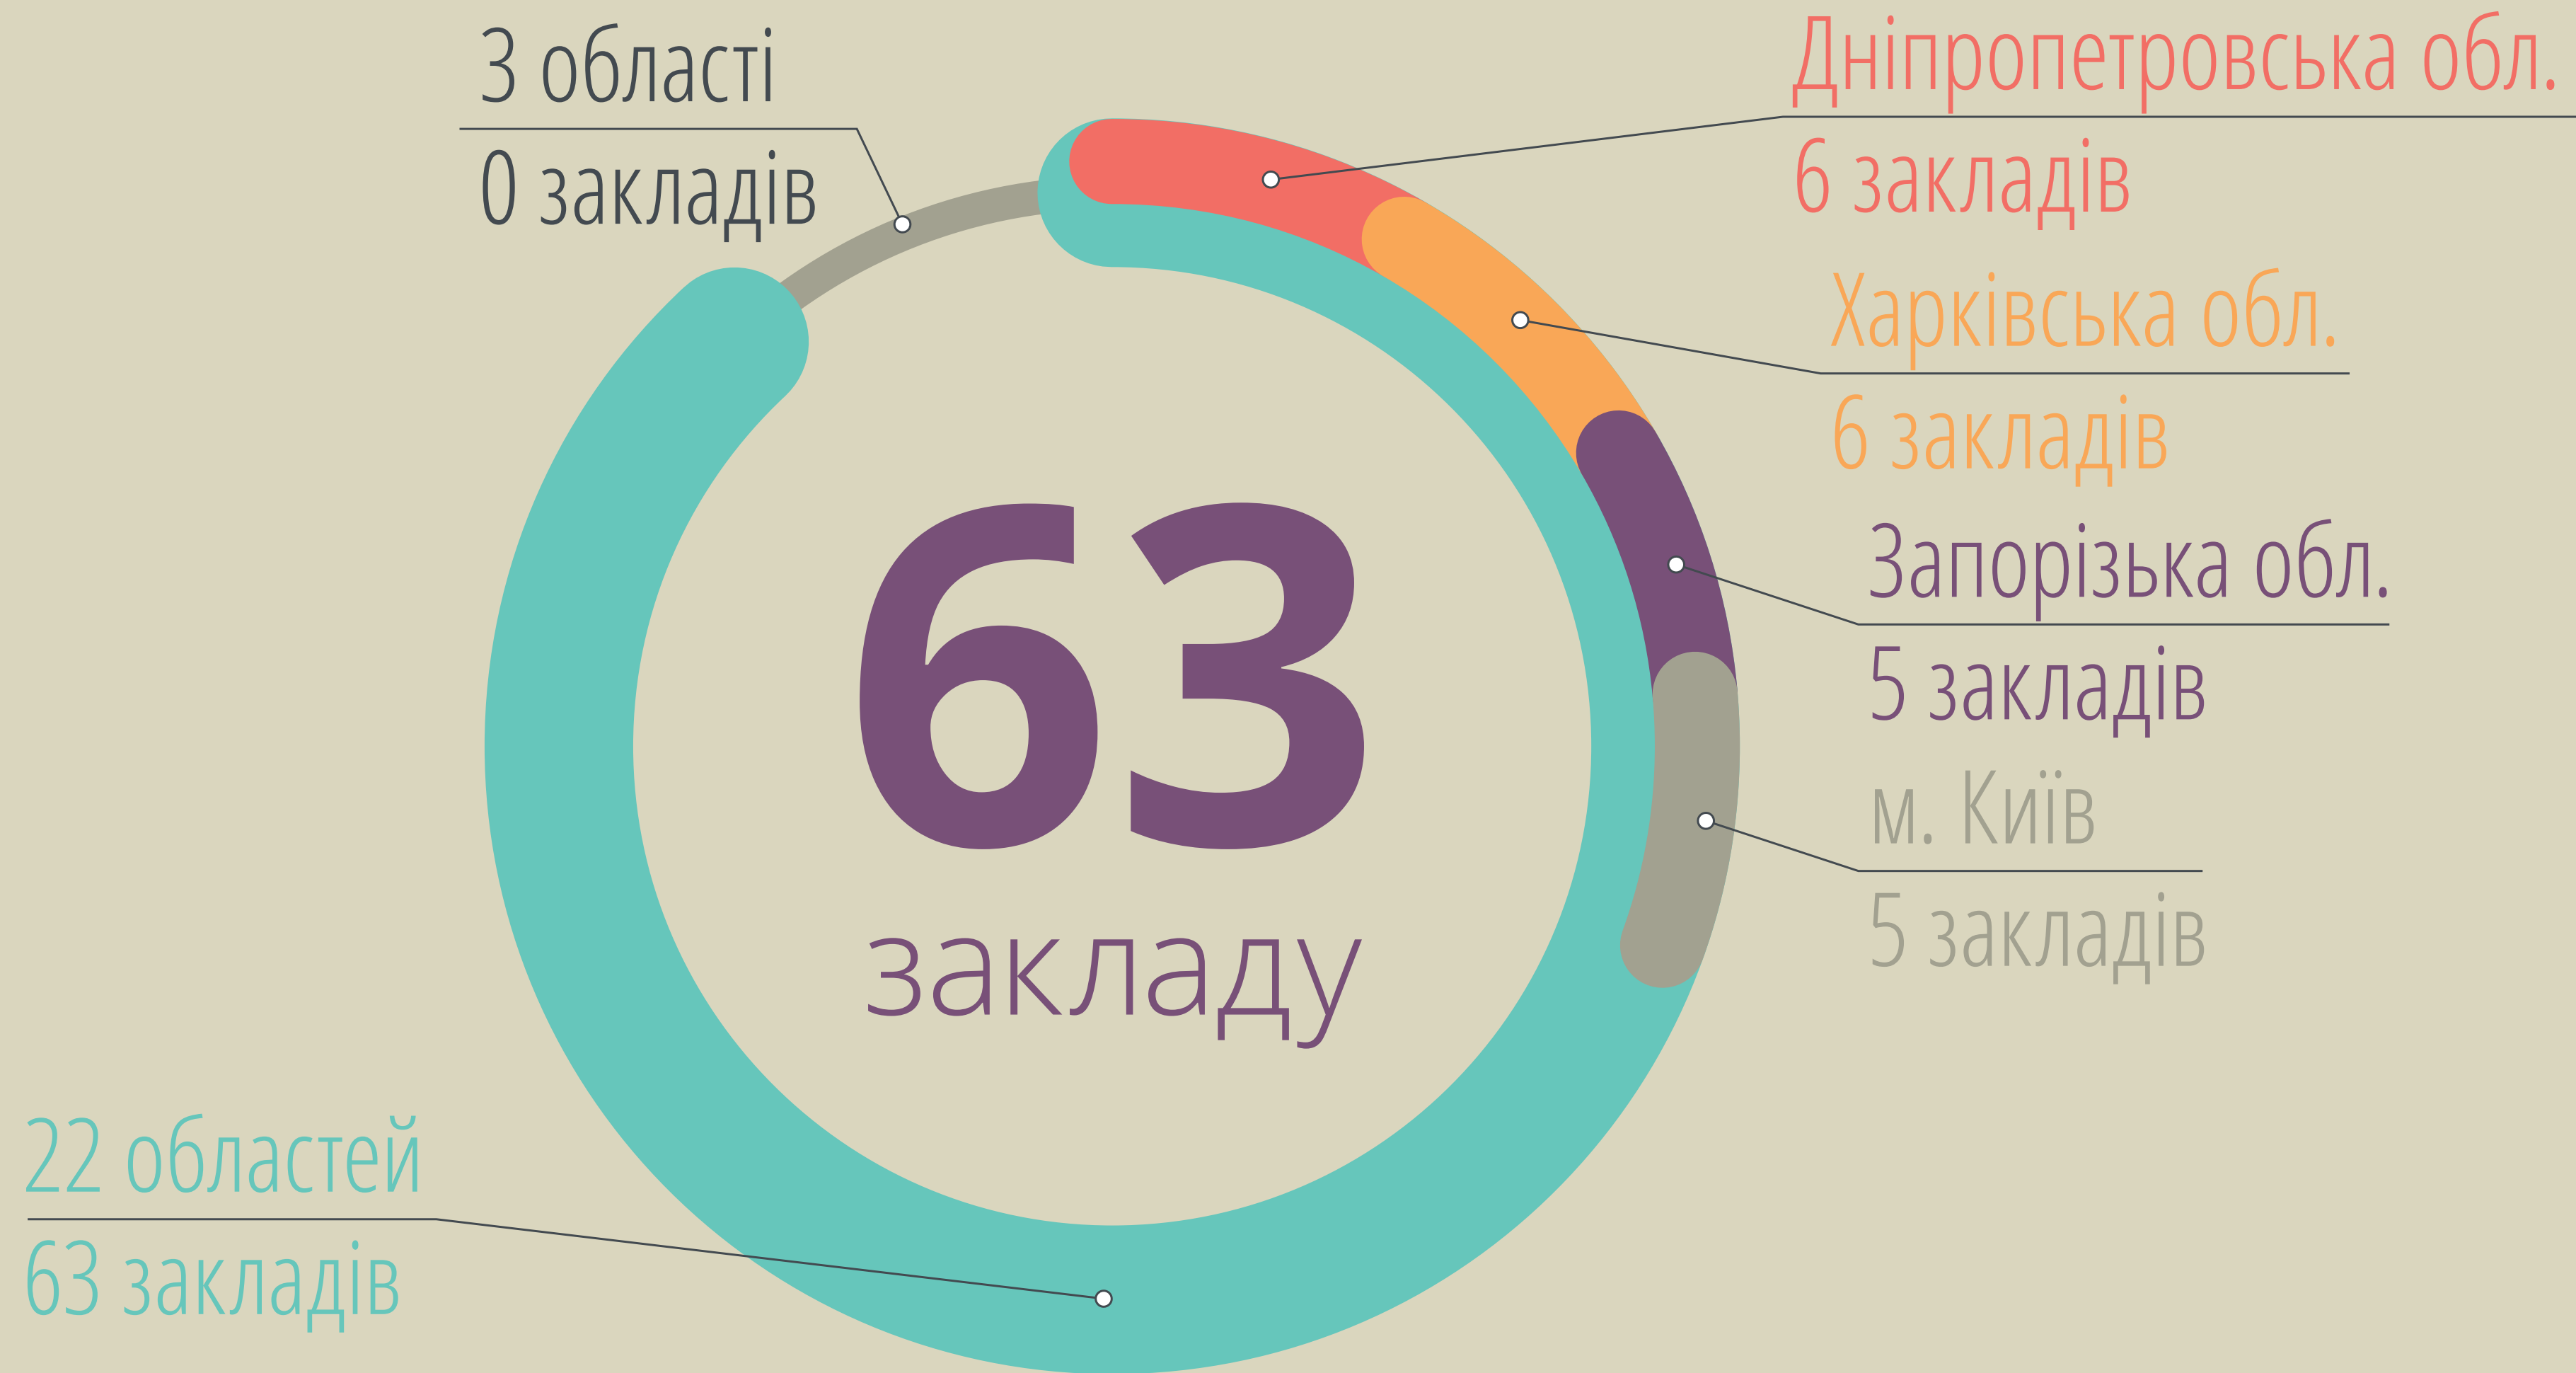 3 області
0 закладів
Дніпропетровська обл.
6 закладів
Харківська обл.
6 закладів
Запорізька обл.
5 закладів
м. Київ
5 закладів
63
закладу
22 областей
63 закладів